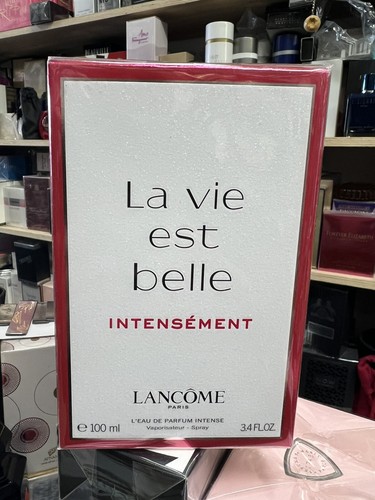 La vie
est
belle
INTENSÉMENT
LANCÔME
PARIS
L'EAU DE PARFUM INTENSE
Vaporisateur - Spray
℮ 100 ml
3.4 FL.OZ.